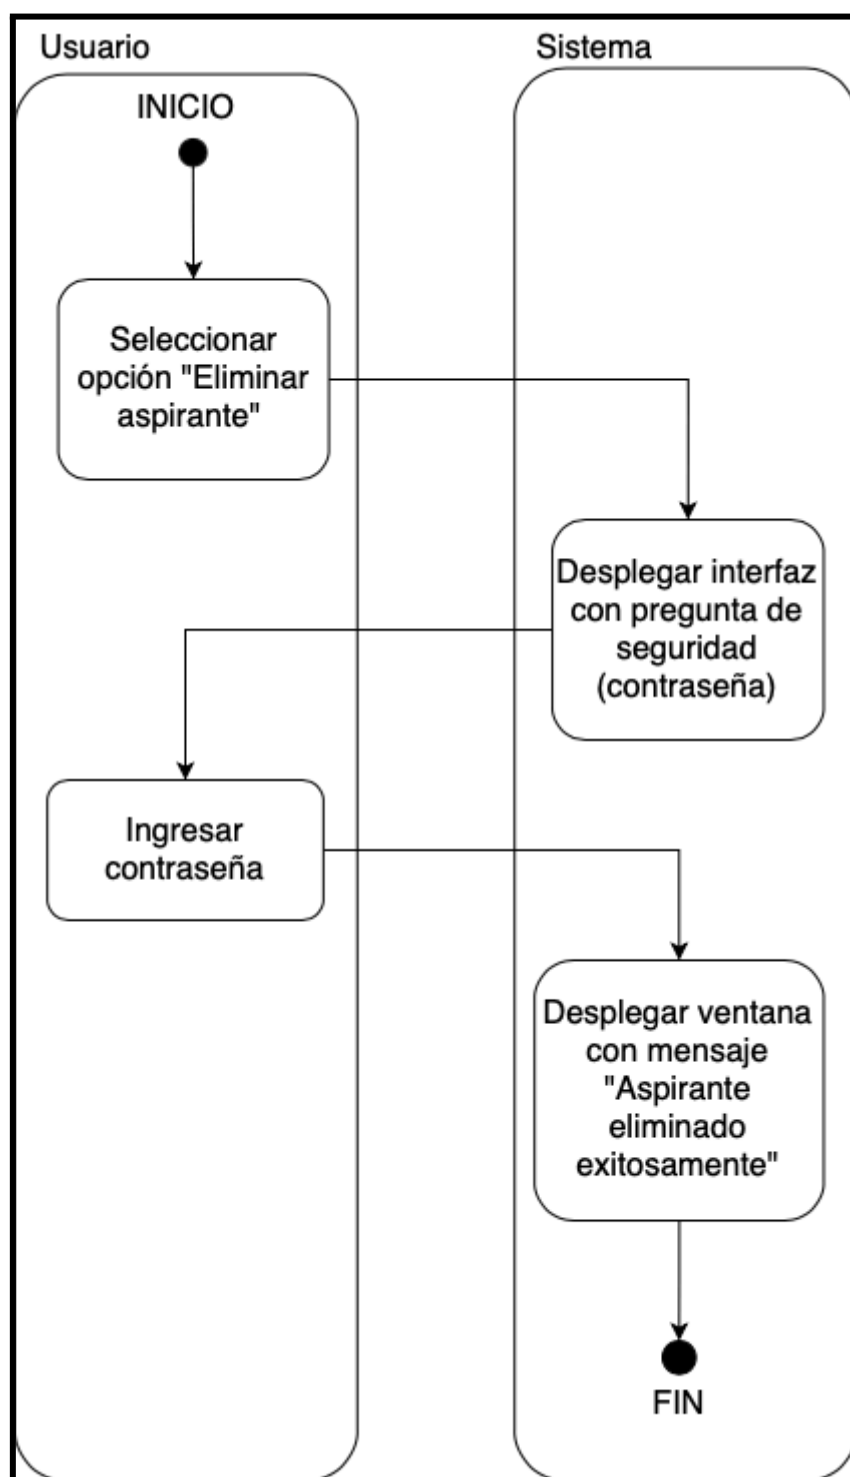 Usuario
Sistema
INICIO
Seleccionar
opción "Eliminar
aspirante"
Desplegar interfaz
con pregunta de
seguridad
(contraseña)
Ingresar
contraseña
Desplegar ventana
con mensaje
"Aspirante
eliminado
exitosamente"
FIN